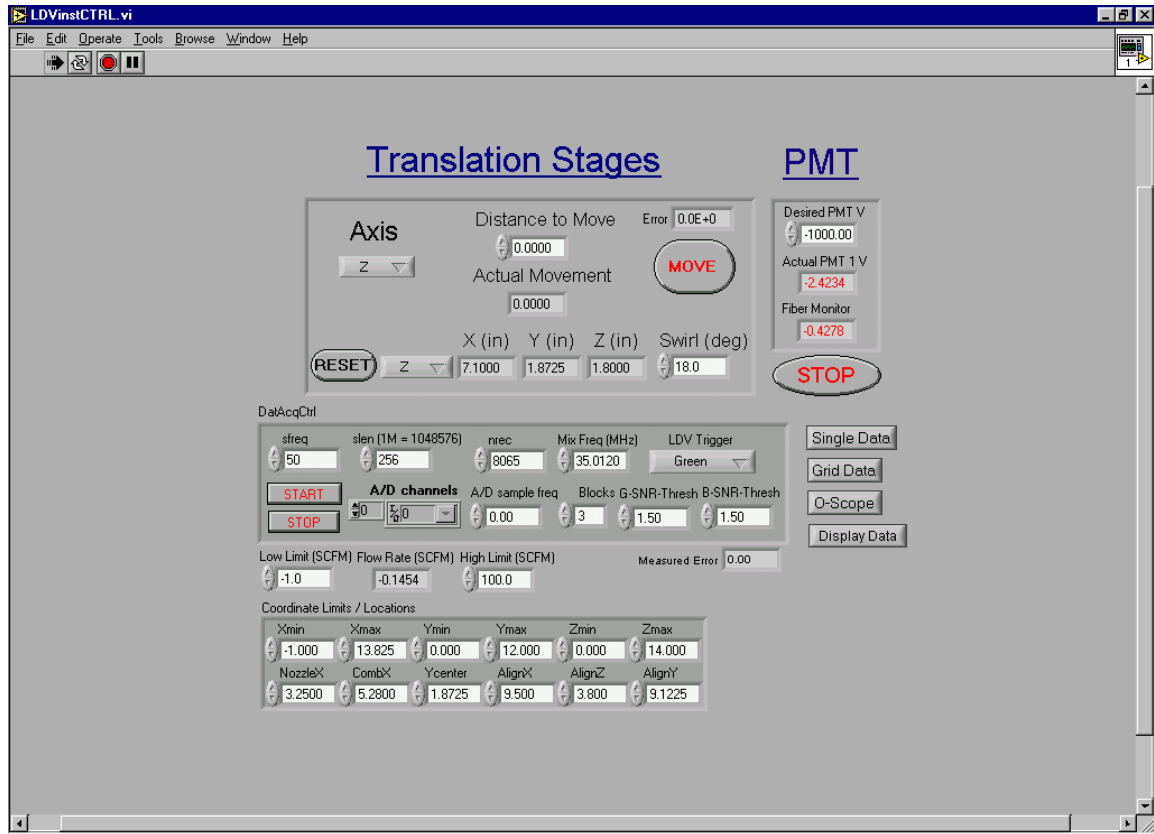 LDVinstCTRL.vi
File Edit Operate Tools Browse Window Help
1
Translation Stages
PMT
Axis
Z
Distance to Move
0.0000
Actual Movement
0.0000
Error 0.0E+0
MOVE
RESET
Z
X (in) Y (in) Z (in) Swirl (deg)
7.1000 1.8725 1.8000 18.0
Desired PMT V
-1000.00
Actual PMT 1 V
-2.4234
Fiber Monitor
-0.4278
STOP
DatAcqCtrl
sfreq slen (1M = 1048576) nrec Mix Freq (MHz) LDV Trigger
50 256 8065 35.0120 Green
START
STOP
A/D channels A/D sample freq Blocks G-SNR-Thresh B-SNR-Thresh
0 I/O 0 0.00 3 1.50 1.50
Single Data
Grid Data
O-Scope
Display Data
Low Limit (SCFM) Flow Rate (SCFM) High Limit (SCFM)
-1.0 -0.1454 100.0
Measured Error 0.00
Coordinate Limits / Locations
Xmin Xmax Ymin Ymax Zmin Zmax
-1.000 13.825 0.000 12.000 0.000 14.000
NozzleX CombX Ycenter AlignX AlignZ AlignY
3.2500 5.2800 1.8725 9.500 3.800 9.1225